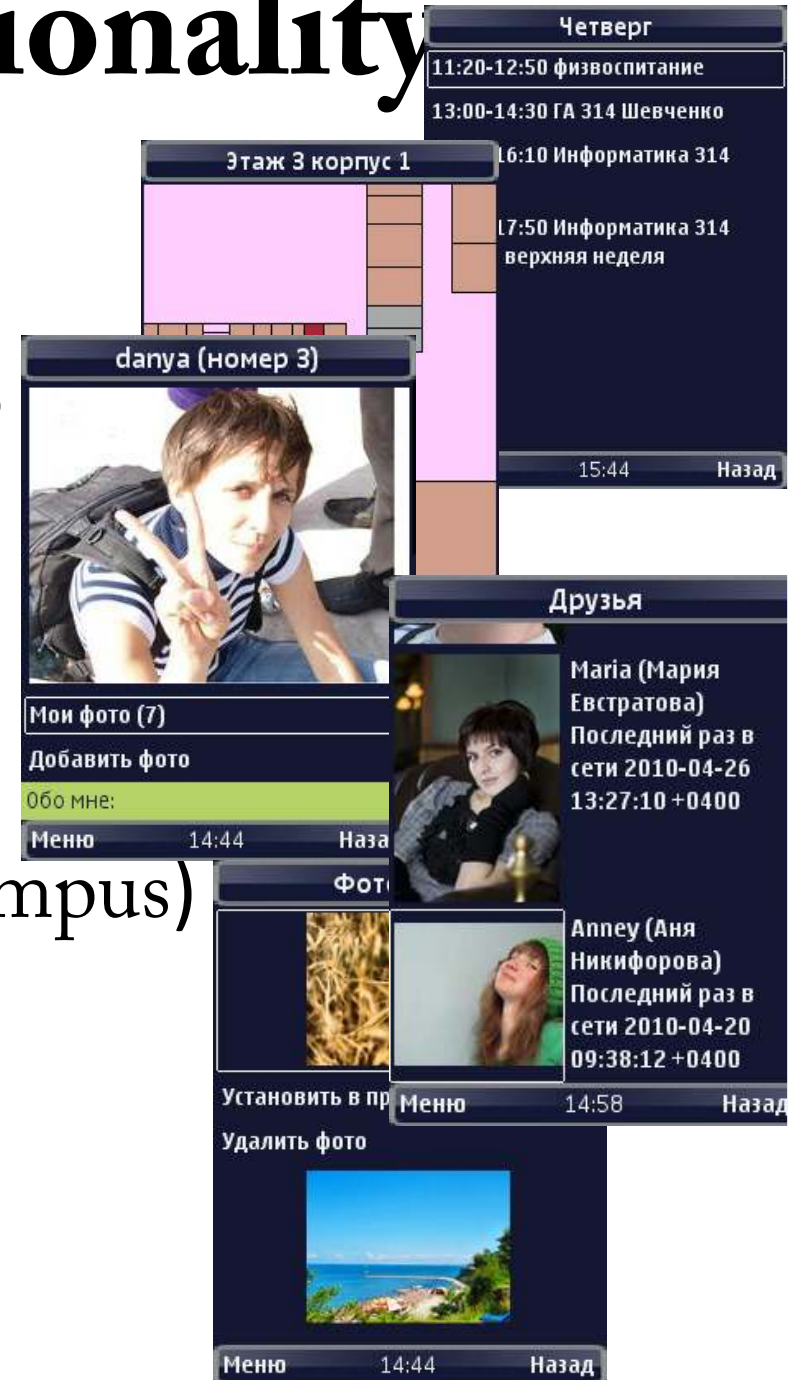 Четверг
11:20-12:50 физвоспитание
13:00-14:30 ГА 314 Шевченко
16:10 Информатика 314
17:50 Информатика 314
верхняя неделя
15:44 Назад
Этаж 3 корпус 1
danya (номер 3)
Мои фото (7)
Добавить фото
Обо мне:
Меню 14:44
Друзья
Maria (Мария
Евстратова)
Последний раз в
сети 2010-04-26
13:27:10 +0400
Anney (Аня
Никифорова)
Последний раз в
сети 2010-04-20
09:38:12 +0400
Меню 14:58 Назад
Установить в
Удалить фото
Меню 14:44 Назад